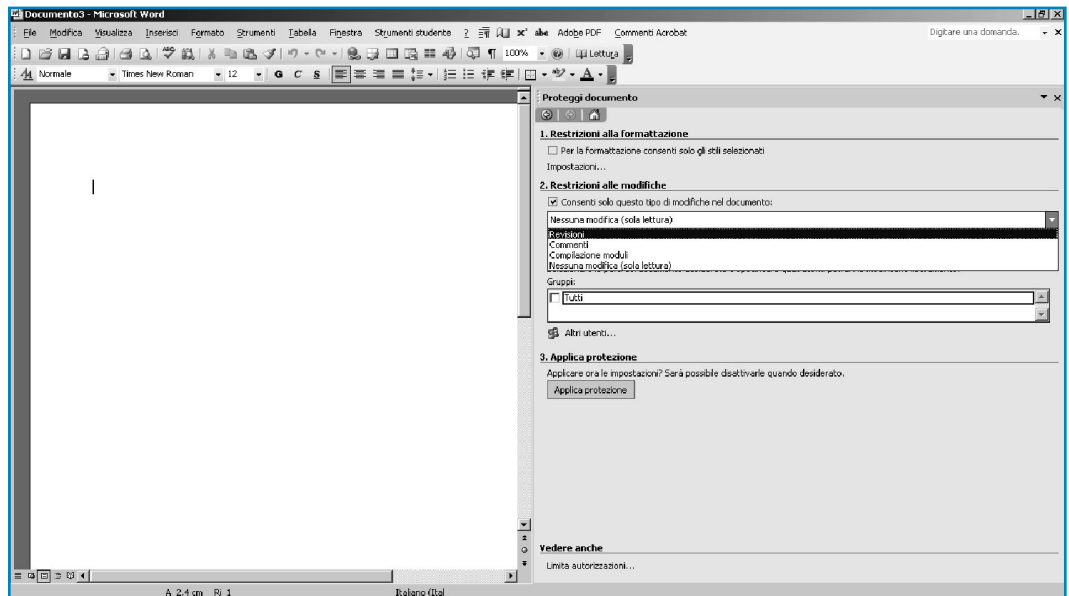 Documento3 - Microsoft Word
File Modifica Visualizza Inserisci Formato Strumenti Tabella Finestra Strumenti studente ? Adobe PDF Commenti Acrobat Digitare una domanda.
100% Lettura
Normale Times New Roman 12 G C S
Proteggi documento
1. Restrizioni alla formattazione
Per la formattazione consenti solo gli stili selezionati
Impostazioni...
2. Restrizioni alle modifiche
Consenti solo questo tipo di modifiche nel documento:
Nessuna modifica (sola lettura)
Revisioni
Commenti
Compilazione moduli
Nessuna modifica (sola lettura)
Gruppi:
Tutti
Altri utenti...
3. Applica protezione
Applicare ora le impostazioni? Sarà possibile disattivarle quando desiderato.
Applica protezione
Vedere anche
Limita autorizzazioni...
A 2.4 cm Ri 1 Italiano (Ital